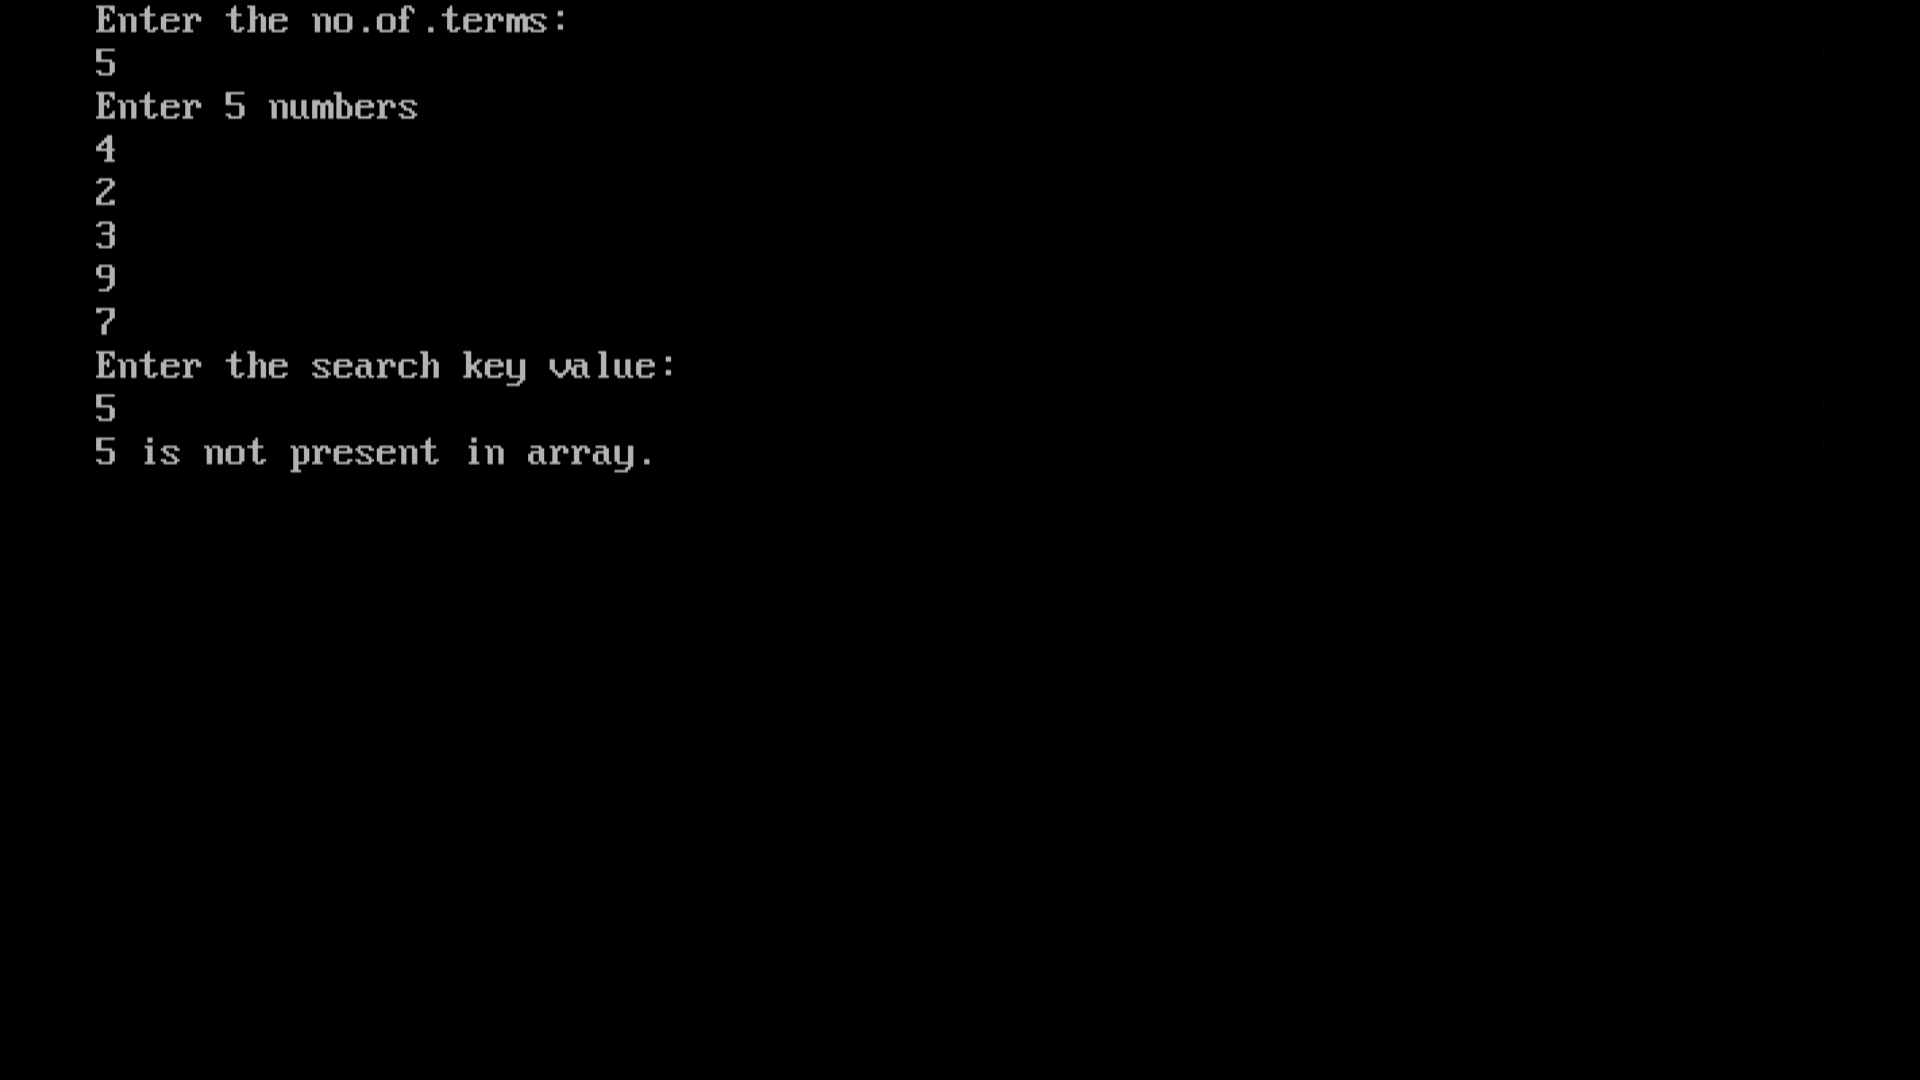 Enter the no.of.terms:
5
Enter 5 numbers
4
2
3
9
7
Enter the search key value:
5
5 is not present in array.